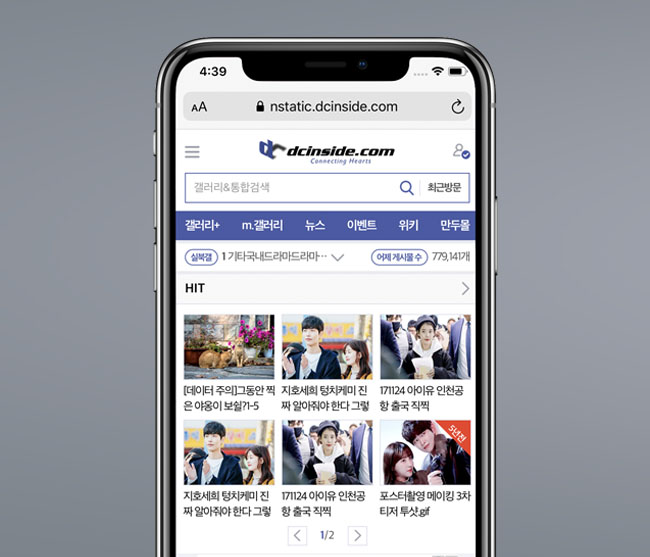 4:39
AA nstatic.dcinside.com
dcinside.com
Connecting Hearts
갤러리&통합검색 최근방문
갤러리+ m.갤러리 뉴스 이벤트 위키 만두몰
실북갤 1 기타국내드라마드라마… 어제 게시물 수 779,141개
HIT
[데이터 주의]그동안 찍
은 야옹이 보쉴?1-5
지호세희 텅치케미 진
짜 알아줘야 한다 그렇
171124 아이유 인천공
항 출국 직찍
5년전
지호세희 텅치케미 진
짜 알아줘야 한다 그렇
171124 아이유 인천공
항 출국 직찍
포스터촬영 메이킹 3차
티저 투샷.gif
1/2